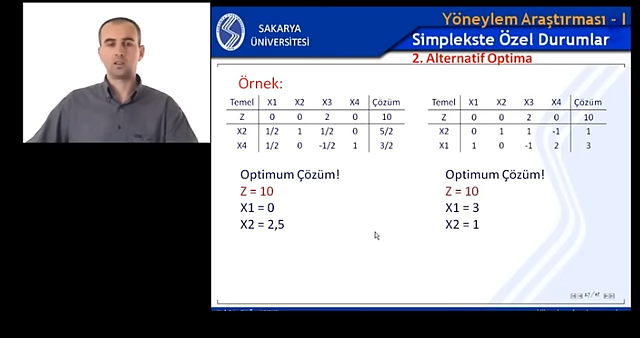 SAKARYA
ÜNİVERSİTESİ
Yöneylem Araştırması - I
Simplekste Özel Durumlar
2. Alternatif Optima
Örnek:
Temel X1 X2 X3 X4 Çözüm
Z 0 0 2 0 10
X2 1/2 1 1/2 0 5/2
X4 1/2 0 -1/2 1 3/2
Optimum Çözüm!
Z = 10
X1 = 0
X2 = 2,5
Temel X1 X2 X3 X4 Çözüm
Z 0 0 2 0 10
X2 0 1 1 -1 1
X1 1 0 -1 2 3
Optimum Çözüm!
Z = 10
X1 = 3
X2 = 1